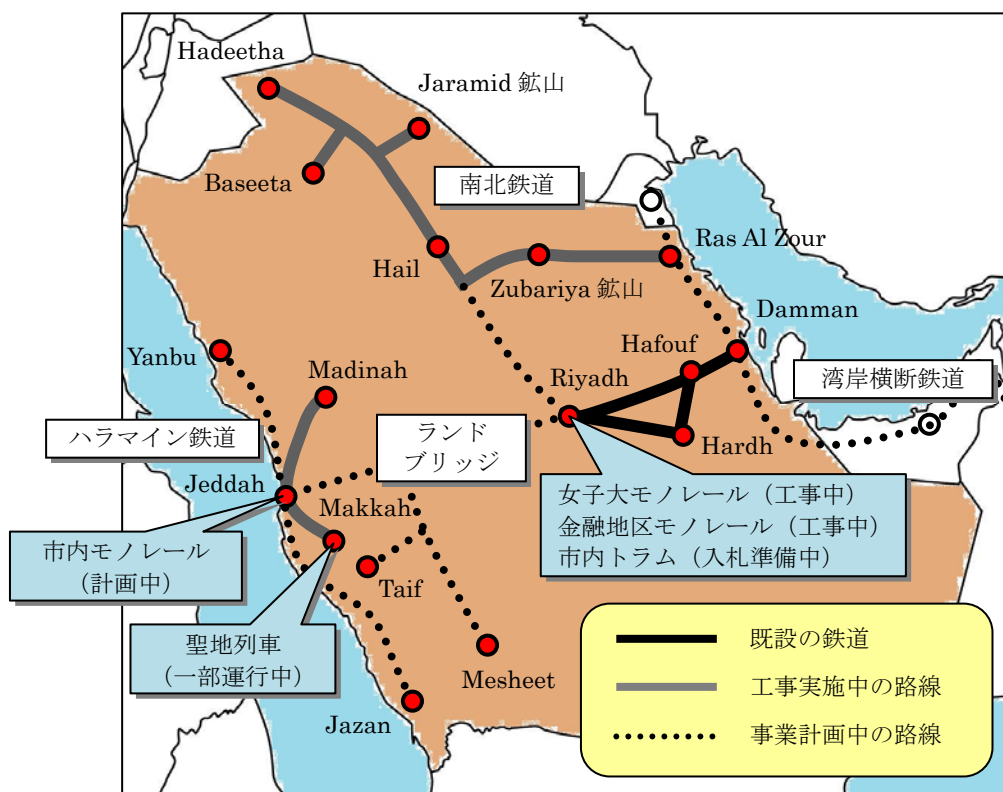 Hadeetha
Jaramid 鉱山
Baseeta
南北鉄道
Ras Al Zour
Hail
Zubariya 鉱山
Damman
Yanbu
Madinah
Hafouf
Riyadh
湾岸横断鉄道
ハラマイン鉄道
ランド
ブリッジ
Hardh
Jeddah
Makkah
女子大モノレール（工事中）
金融地区モノレール（工事中）
市内トラム（入札準備中）
市内モノレール
（計画中）
Taif
聖地列車
（一部運行中）
Mesheet
Jazan
既設の鉄道
工事実施中の路線
事業計画中の路線